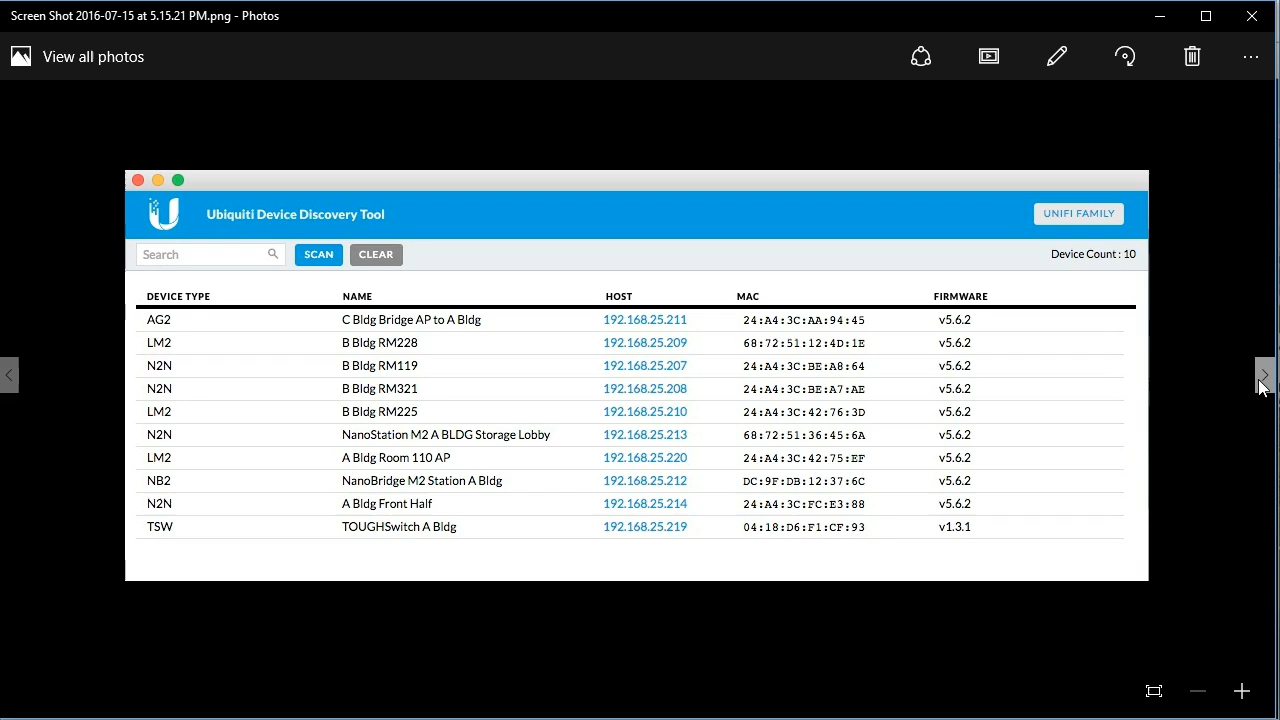 Screen Shot 2016-07-15 at 5.15.21 PM.png - Photos
View all photos
Ubiquiti Device Discovery Tool
UNIFI FAMILY
Search
SCAN
CLEAR
Device Count : 10
DEVICE TYPE NAME HOST MAC FIRMWARE
AG2 C Bldg Bridge AP to A Bldg 192.168.25.211 24:A4:3C:AA:94:45 v5.6.2
LM2 B Bldg RM228 192.168.25.209 68:72:51:12:4D:1E v5.6.2
N2N B Bldg RM119 192.168.25.207 24:A4:3C:BE:A8:64 v5.6.2
N2N B Bldg RM321 192.168.25.208 24:A4:3C:BE:A7:AE v5.6.2
LM2 B Bldg RM225 192.168.25.210 24:A4:3C:42:76:3D v5.6.2
N2N NanoStation M2 A BLDG Storage Lobby 192.168.25.213 68:72:51:36:45:6A v5.6.2
LM2 A Bldg Room 110 AP 192.168.25.220 24:A4:3C:42:75:EF v5.6.2
NB2 NanoBridge M2 Station A Bldg 192.168.25.212 DC:9F:DB:12:37:6C v5.6.2
N2N A Bldg Front Half 192.168.25.214 24:A4:3C:FC:E3:88 v5.6.2
TSW TOUGHSwitch A Bldg 192.168.25.219 04:18:D6:F1:CF:93 v1.3.1